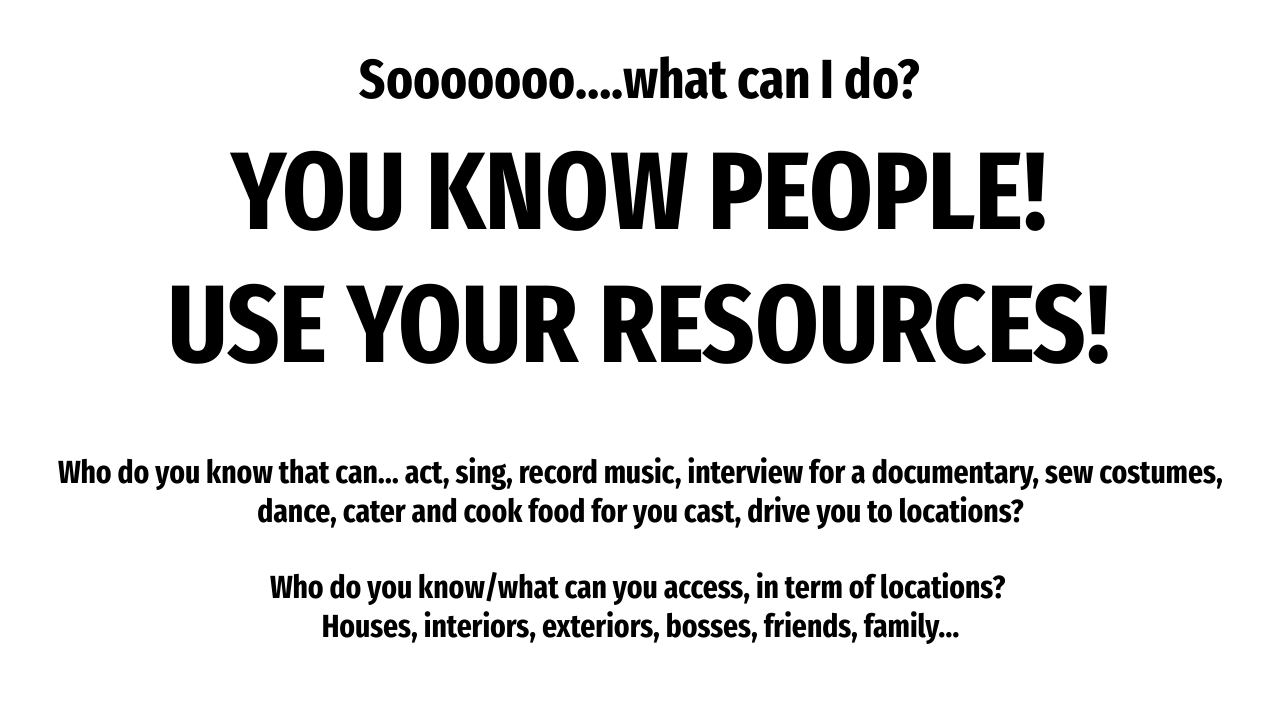 Sooooooo....what can I do?
YOU KNOW PEOPLE!
USE YOUR RESOURCES!
Who do you know that can... act, sing, record music, interview for a documentary, sew costumes,
dance, cater and cook food for you cast, drive you to locations?
Who do you know/what can you access, in term of locations?
Houses, interiors, exteriors, bosses, friends, family...